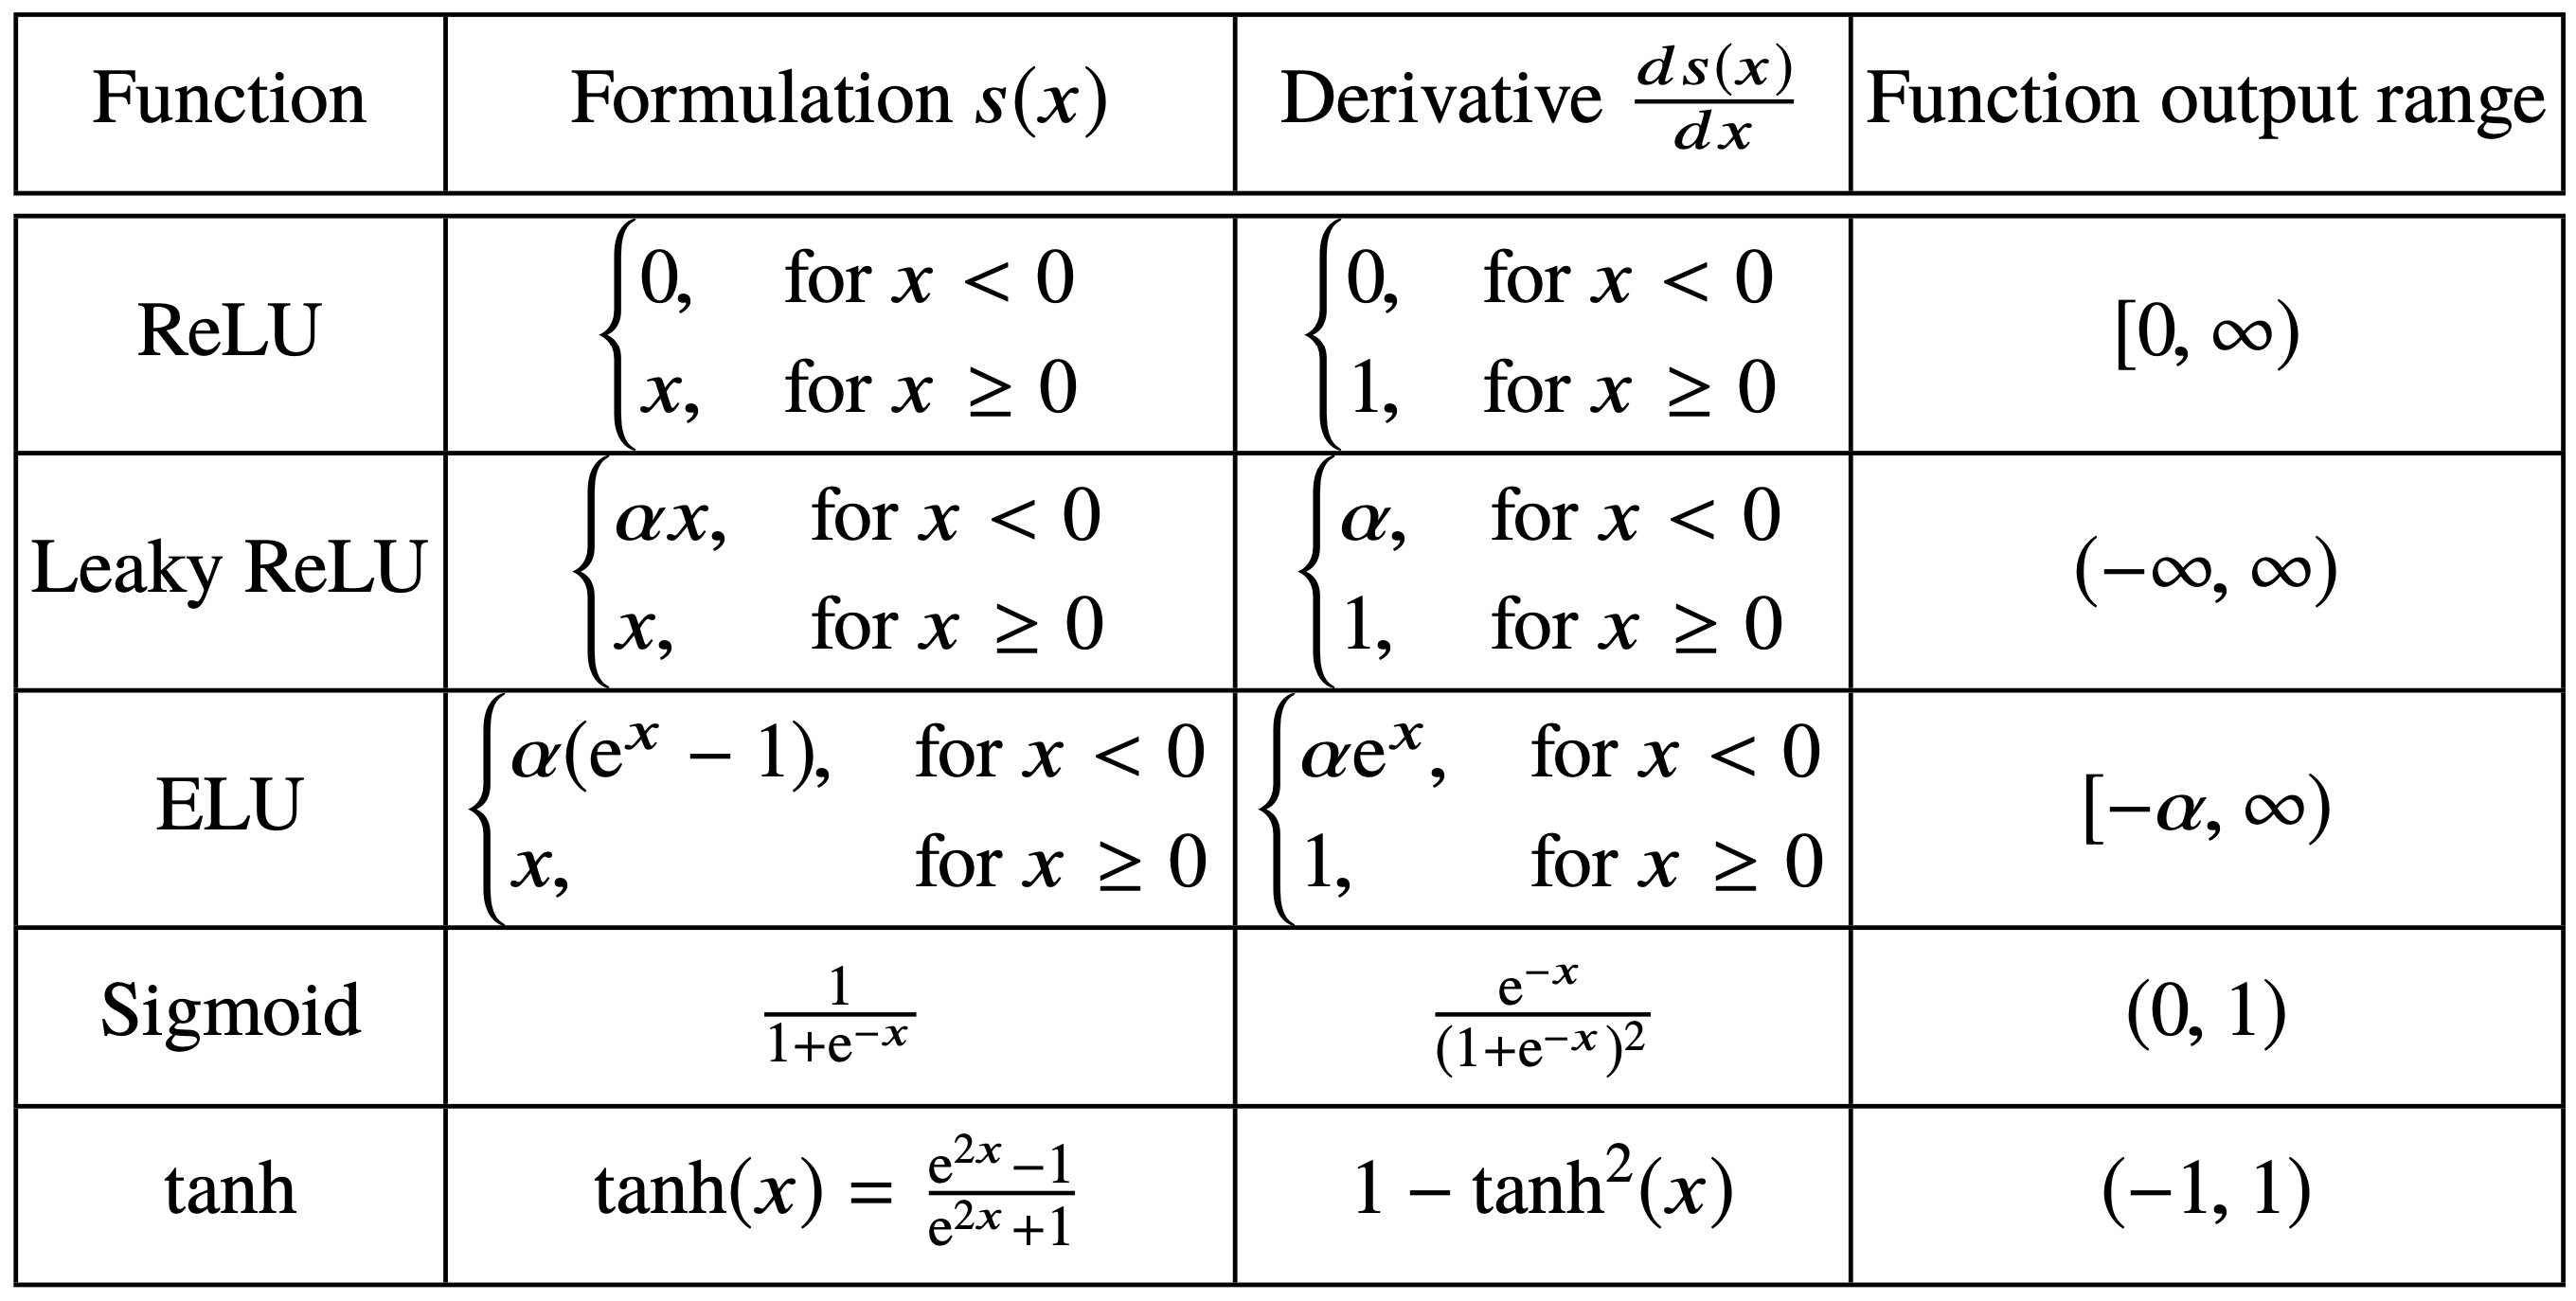 Function Formulation s(x) Derivative ds(x)/dx Function output range
ReLU {0, for x < 0 {0, for x < 0 [0, ∞)
x, for x ≥ 0 1, for x ≥ 0
Leaky ReLU {αx, for x < 0 {α, for x < 0 (−∞, ∞)
x, for x ≥ 0 1, for x ≥ 0
ELU {α(e^x − 1), for x < 0 {αe^x, for x < 0 [−α, ∞)
x, for x ≥ 0 1, for x ≥ 0
Sigmoid 1/(1+e^−x) e^−x/(1+e^−x)^2 (0, 1)
tanh tanh(x) = (e^2x−1)/(e^2x+1) 1 − tanh^2(x) (−1, 1)